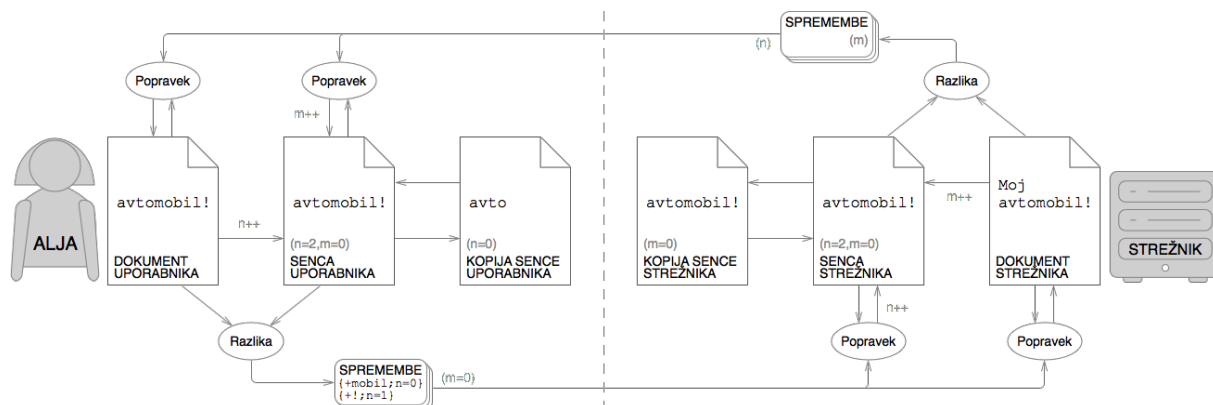 SPREMEMBE
(m)
(n)
Popravek
Popravek
Razlika
m++
avtomobil!
avtomobil!
avto
avtomobil!
avtomobil!
Moj
avtomobil!
n++
m++
ALJA
(n=2,m=0)
(n=0)
(m=0)
(n=2,m=0)
STREŽNIK
DOKUMENT
UPORABNIKA
SENCA
UPORABNIKA
KOPIJA SENCE
UPORABNIKA
KOPIJA SENCE
STREŽNIKA
SENCA
STREŽNIKA
DOKUMENT
STREŽNIKA
n++
Razlika
Popravek
Popravek
SPREMEMBE
{+mobil;n=0}
{+!;n=1}
(m=0)